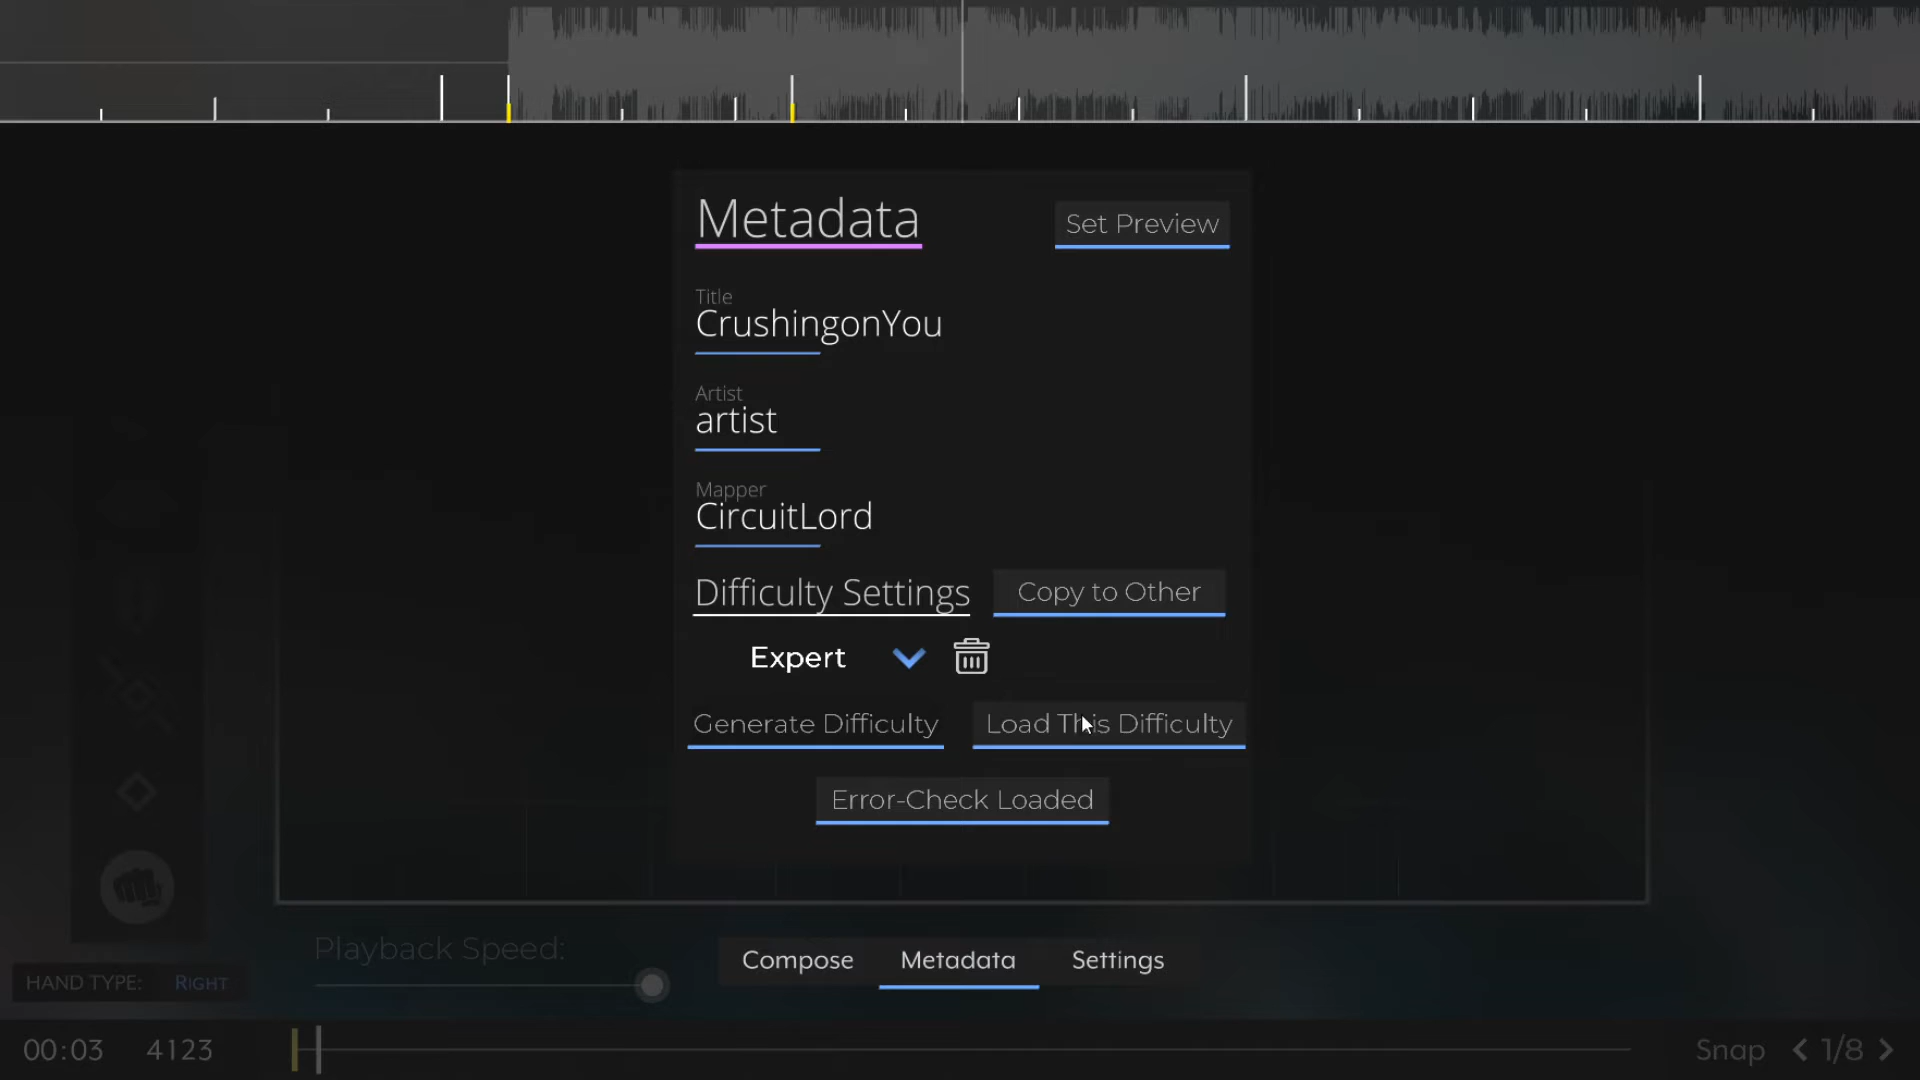 Metadata
Set Preview
Title
CrushingonYou
Artist
artist
Mapper
CircuitLord
Difficulty Settings
Copy to Other
Expert
Generate Difficulty
Load This Difficulty
Error-Check Loaded
Playback Speed:
Compose
Metadata
Settings
HAND TYPE: RIGHT
00:03
4123
Snap
1/8